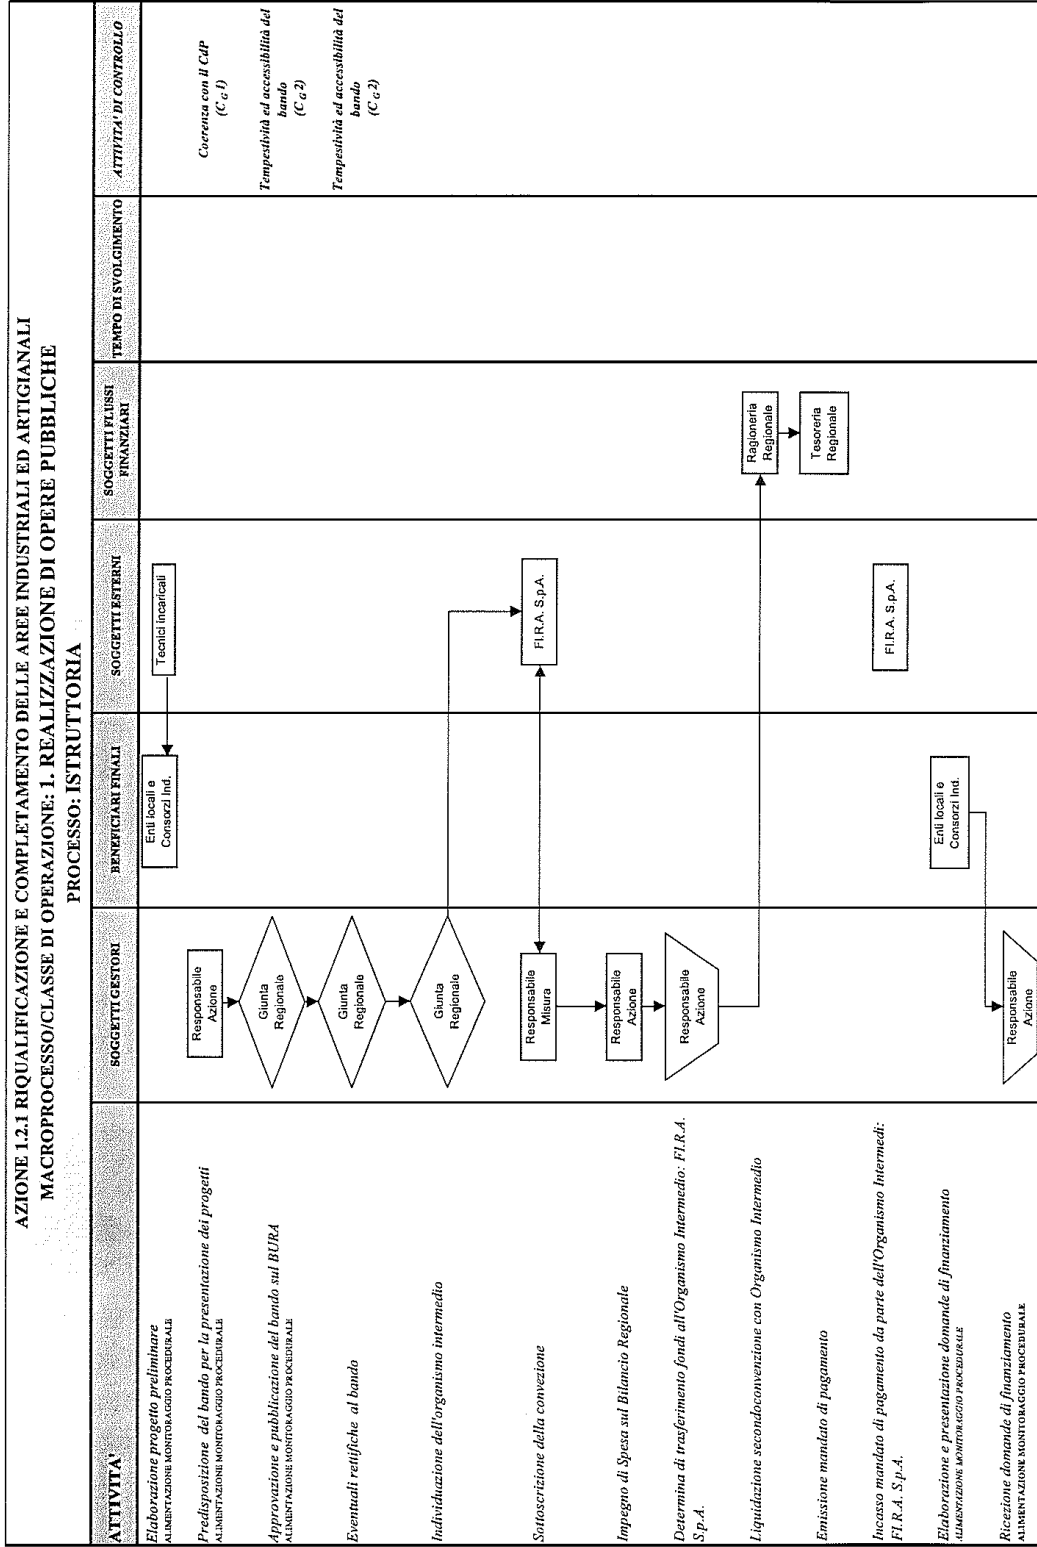 AZIONE 1.2.1 RIQUALIFICAZIONE E COMPLETAMENTO DELLE AREE INDUSTRIALI ED ARTIGIANALI
MACROPROCESSO/CLASSE DI OPERAZIONE: 1. REALIZZAZIONE DI OPERE PUBBLICHE
PROCESSO: ISTRUTTORIA
ATTIVITA'
SOGGETTI GESTORI
BENEFICIARI FINALI
SOGGETTI ESTERNI
SOGGETTI FLUSSI
FINANZIARI
TEMPO DI SVOLGIMENTO
ATTIVITA' DI CONTROLLO
Elaborazione progetto preliminare
ALIMENTAZIONE MONITORAGGIO PROCEDURALE
Enti locali e
Consorzi Ind.
Tecnici incaricali
Predisposizione del bando per la presentazione dei progetti
ALIMENTAZIONE MONITORAGGIO PROCEDURALE
Responsabile
Azione
Coerenza con il CdP
(C G 1)
Approvazione e pubblicazione del bando sul BURA
ALIMENTAZIONE MONITORAGGIO PROCEDURALE
Giunta
Regionale
Tempestività ed accessibilità del
bando
(C G 2)
Eventuali rettifiche al bando
Giunta
Regionale
Tempestività ed accessibilità del
bando
(C G 2)
Individuazione dell'organismo intermedio
Giunta
Regionale
Sottoscrizione della convezione
Responsabile
Misura
FI.R.A. S.p.A.
Impegno di Spesa sul Bilancio Regionale
Responsabile
Azione
Determina di trasferimento fondi all'Organismo Intermedio: FI.R.A.
S.p.A.
Responsabile
Azione
Liquidazione secondoconvenzione con Organismo Intermedio
Ragioneria
Regionale
Emissione mandato di pagamento
Tesoreria
Regionale
Incasso mandato di pagamento da parte dell'Organismo Intermedi:
FI.R.A. S.p.A.
FI.R.A. S.p.A.
Elaborazione e presentazione domande di finanziamento
ALIMENTAZIONE MONITORAGGIO PROCEDURALE
Enti locali e
Consorzi Ind.
Ricezione domande di finanziamento
ALIMENTAZIONE MONITORAGGIO PROCEDURALE
Responsabile
Azione